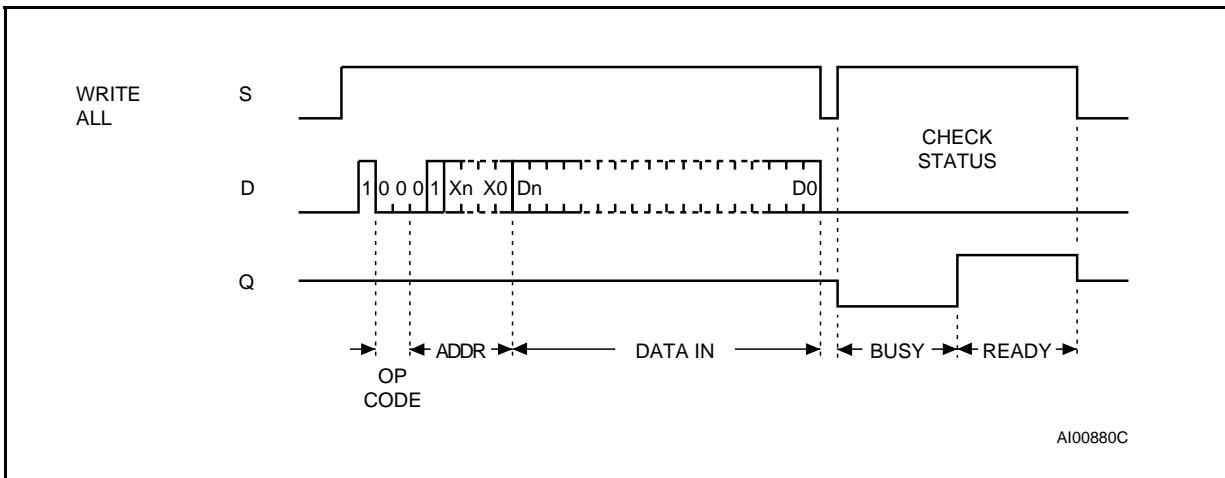 WRITE
ALL
S
CHECK
STATUS
D
1 0 0 0 1 Xn X0 Dn D0
Q
ADDR DATA IN BUSY READY
OP
CODE
AI00880C